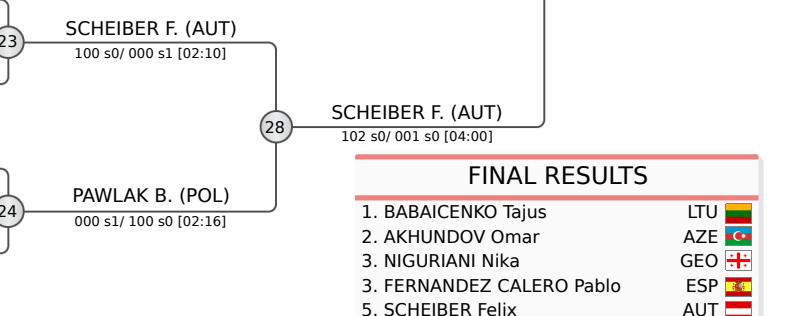 23
SCHEIBER F. (AUT)
100 s0/ 000 s1 [02:10]
28
SCHEIBER F. (AUT)
102 s0/ 001 s0 [04:00]
24
PAWLAK B. (POL)
000 s1/ 100 s0 [02:16]
FINAL RESULTS
1. BABAICENKO Tajus LTU
2. AKHUNDOV Omar AZE
3. NIGURIANI Nika GEO
3. FERNANDEZ CALERO Pablo ESP
5. SCHEIBER Felix AUT